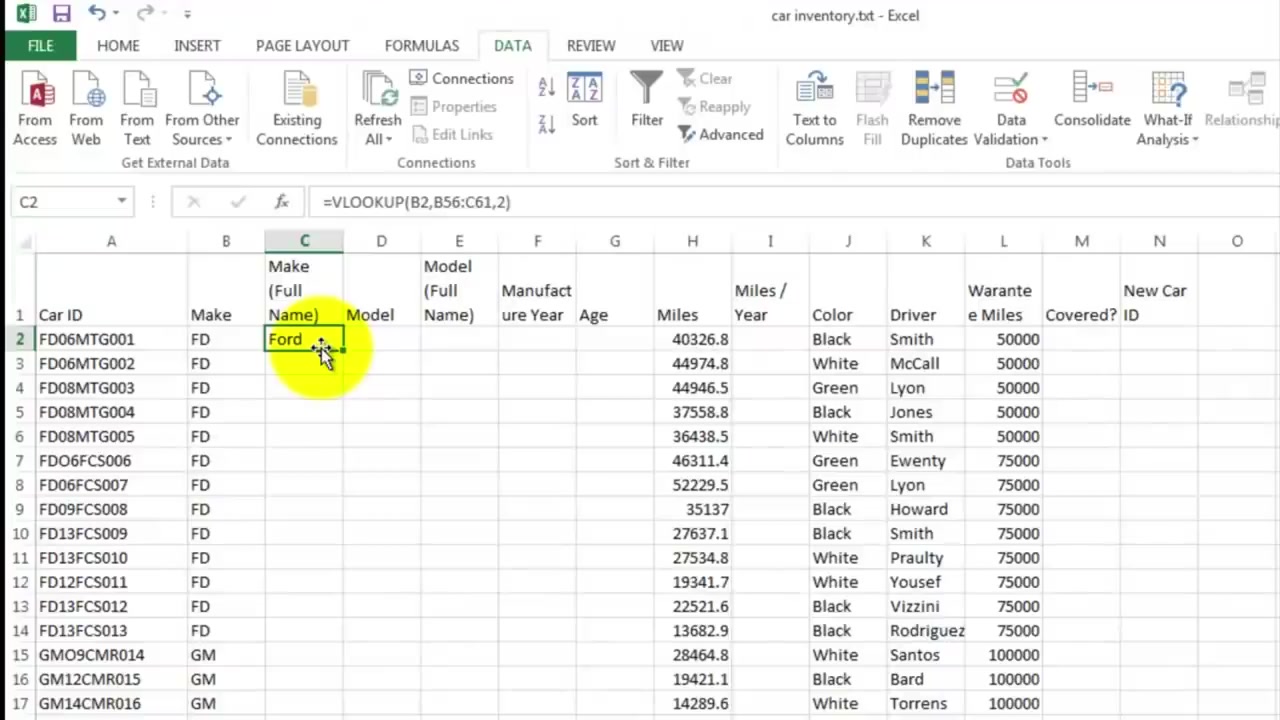 car inventory.txt - Excel
FILE HOME INSERT PAGE LAYOUT FORMULAS DATA REVIEW VIEW
From Access
From Web
From Text
From Other Sources
Get External Data
Existing Connections
Refresh All
Connections
Properties
Edit Links
Connections
Sort
Filter
Clear
Reapply
Advanced
Sort & Filter
Text to Columns
Flash Fill
Remove Duplicates
Data Validation
Consolidate
What-If Analysis
Relationship
Data Tools
C2 fx =VLOOKUP(B2,B56:C61,2)
A B C D E F G H I J K L M N O
1 Car ID Make Make (Full Name) Model Model (Full Name) Manufacture Year Age Miles Miles / Year Color Driver Warantee Miles Covered? New Car ID
2 FD06MTG001 FD Ford 40326.8 Black Smith 50000
3 FD06MTG002 FD 44974.8 White McCall 50000
4 FD08MTG003 FD 44946.5 Green Lyon 50000
5 FD08MTG004 FD 37558.8 Black Jones 50000
6 FD08MTG005 FD 36438.5 White Smith 50000
7 FDO6FCS006 FD 46311.4 Green Ewenty 75000
8 FD06FCS007 FD 52229.5 Green Lyon 75000
9 FD09FCS008 FD 35137 Black Howard 75000
10 FD13FCS009 FD 27637.1 Black Smith 75000
11 FD13FCS010 FD 27534.8 White Praulty 75000
12 FD12FCS011 FD 19341.7 White Yousef 75000
13 FD13FCS012 FD 22521.6 Black Vizzini 75000
14 FD13FCS013 FD 13682.9 Black Rodriguez 75000
15 GMO9CMR014 GM 28464.8 White Santos 100000
16 GM12CMR015 GM 19421.1 Black Bard 100000
17 GM14CMR016 GM 14289.6 White Torrens 100000